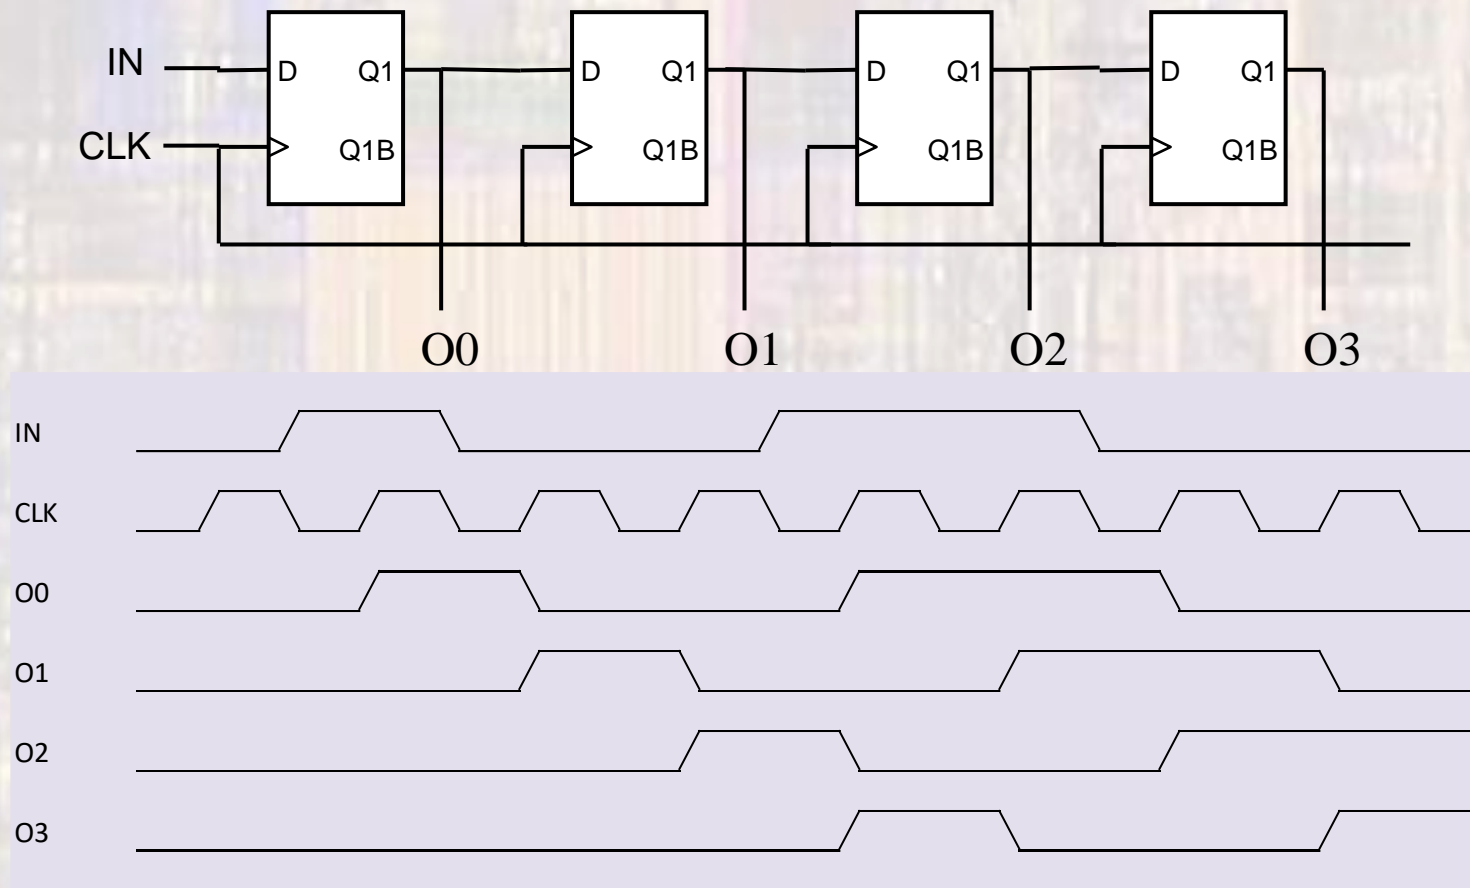 IN
D Q1 D Q1 D Q1 D Q1
CLK
Q1B Q1B Q1B Q1B
O0 O1 O2 O3
IN
CLK
O0
O1
O2
O3